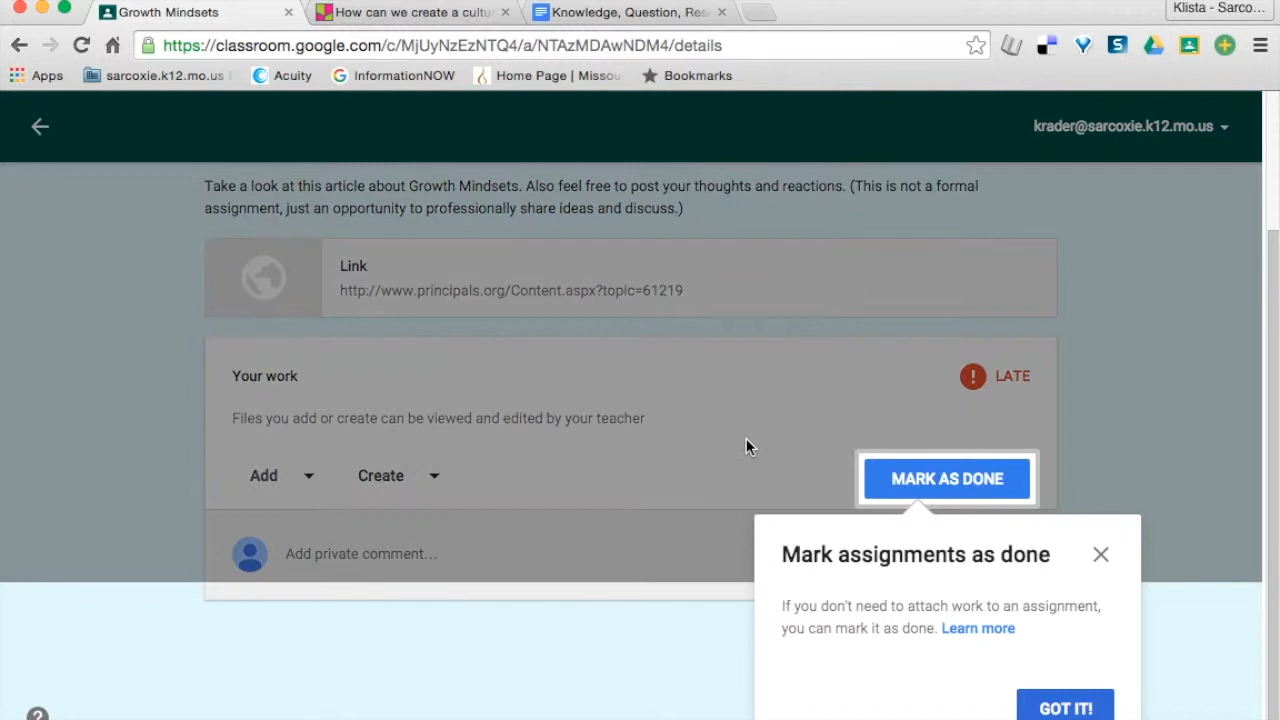 Growth Mindsets
How can we create a cultu
Knowledge, Question, Res
Klista - Sarco...
https://classroom.google.com/c/MjUyNzEzNTQ4/a/NTAzMDAwNDM4/details
Apps
sarcoxie.k12.mo.us
Acuity
InformationNOW
Home Page | Missou
Bookmarks
krader@sarcoxie.k12.mo.us
Take a look at this article about Growth Mindsets. Also feel free to post your thoughts and reactions. (This is not a formal
assignment, just an opportunity to professionally share ideas and discuss.)
Link
http://www.principals.org/Content.aspx?topic=61219
Your work
LATE
Files you add or create can be viewed and edited by your teacher
Add
Create
MARK AS DONE
Add private comment...
Mark assignments as done
If you don't need to attach work to an assignment,
you can mark it as done. Learn more
GOT IT!